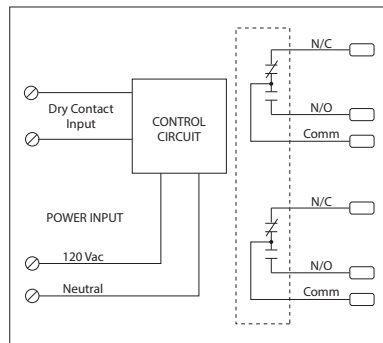 N/C
Dry Contact
Input
CONTROL
CIRCUIT
N/O
Comm
POWER INPUT
N/C
120 Vac
N/O
Neutral
Comm